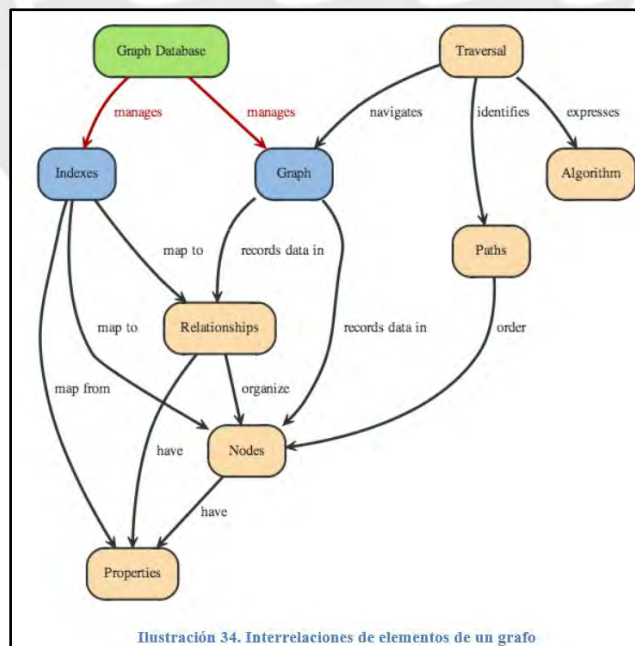 Graph Database
Traversal
manages
manages
navigates
identifies
expresses
Indexes
Graph
Algorithm
map to
records data in
Paths
Relationships
map to
records data in
order
map from
organize
have
Nodes
have
Properties
Ilustración 34. Interrelaciones de elementos de un grafo